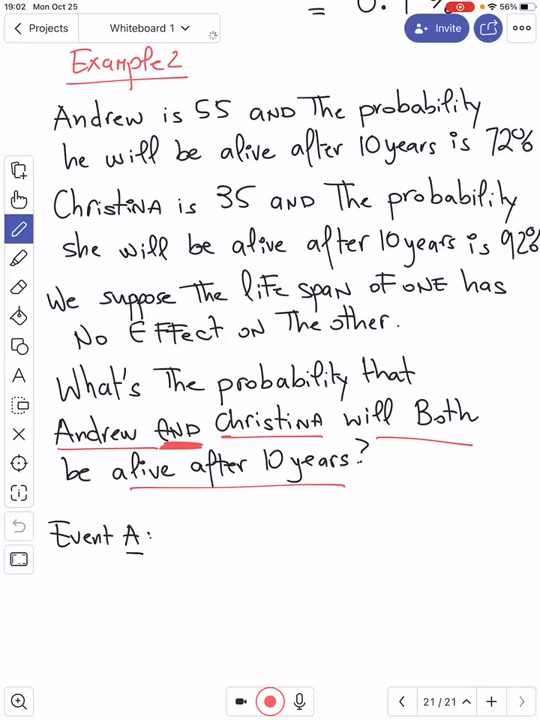 19:02 Mon Oct 25
56%
Projects
Whiteboard 1
Invite
Example 2
Andrew is 55 AND The probability
he will be alive after 10 years is 72%
Christina is 35 AND The probability
she will be alive after 10 years is 92%
We suppose The life span of ONE has
No Effect on The other.
What's The probability that
Andrew AND Christina will Both
be alive after 10 years?
Event A:
A
21/21